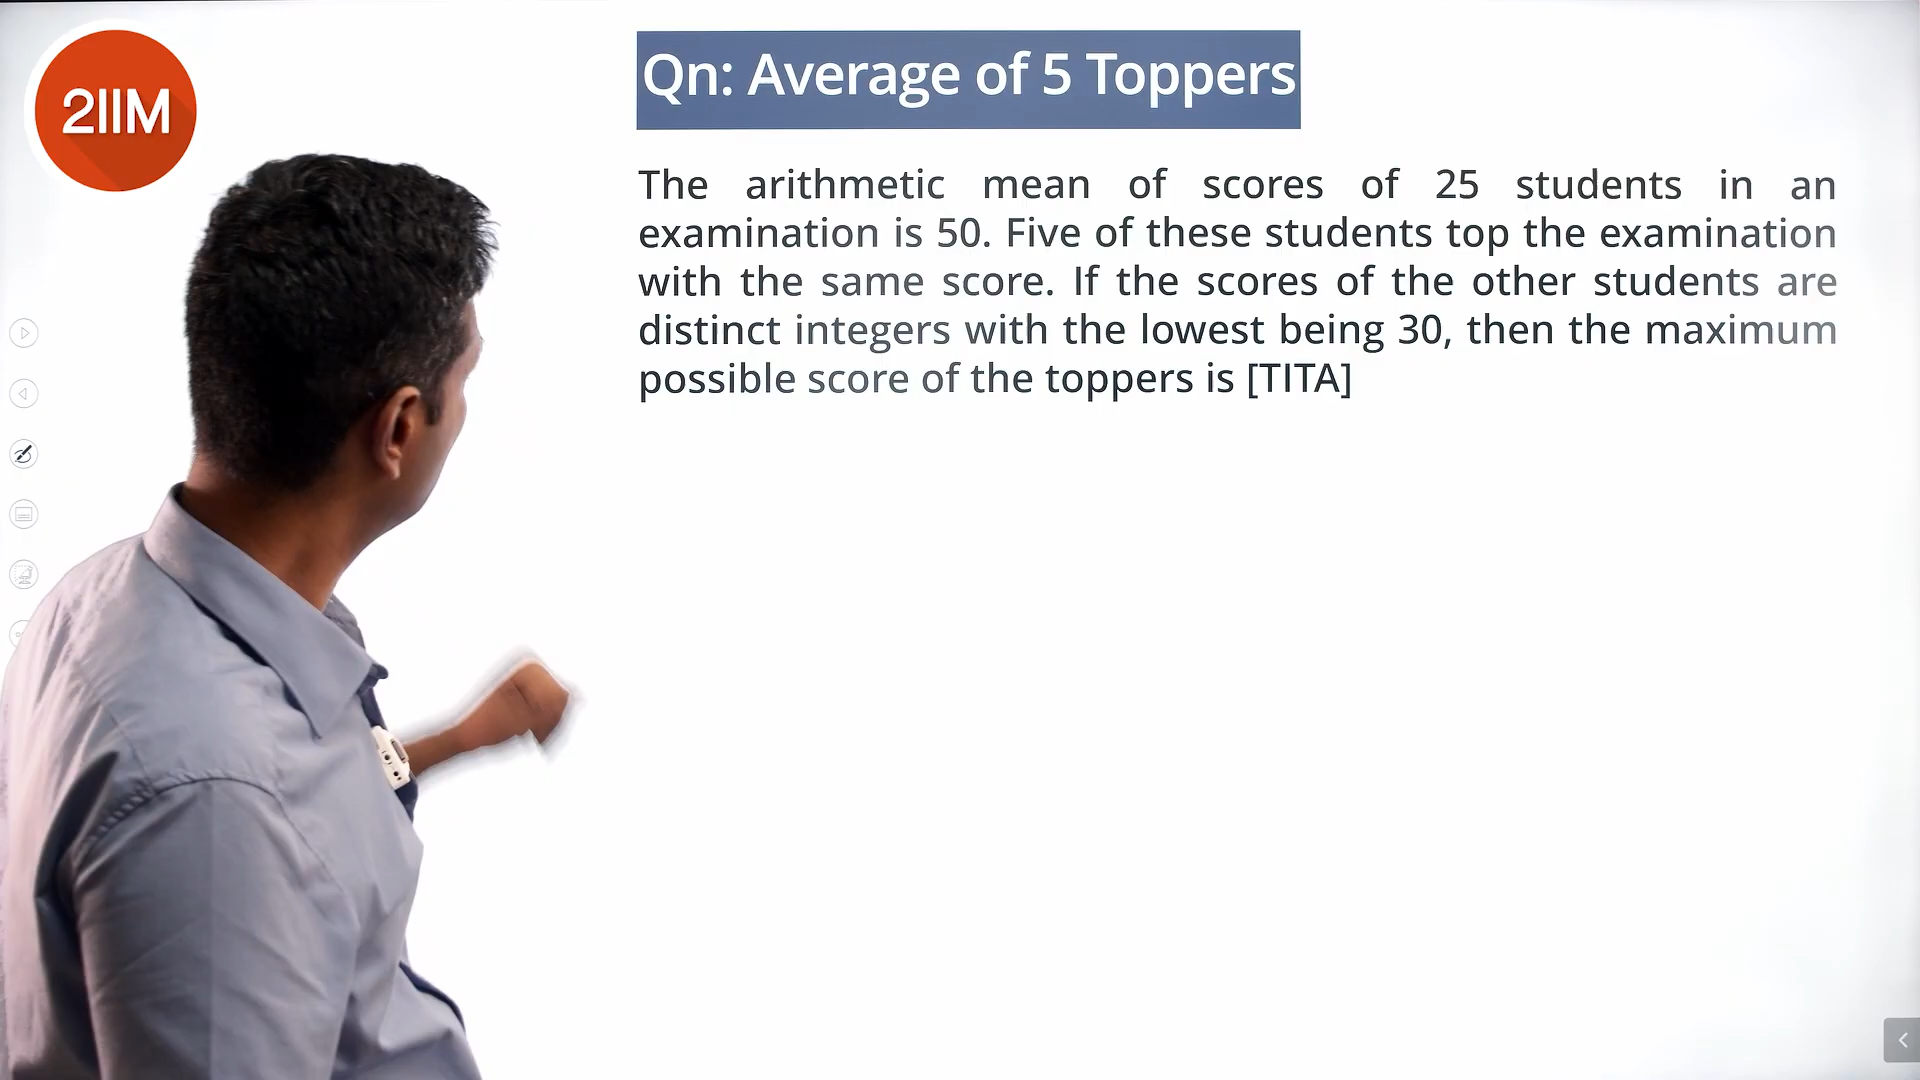 2IIM
Qn: Average of 5 Toppers
The arithmetic mean of scores of 25 students in an
examination is 50. Five of these students top the examination
with the same score. If the scores of the other students are
distinct integers with the lowest being 30, then the maximum
possible score of the toppers is [TITA]